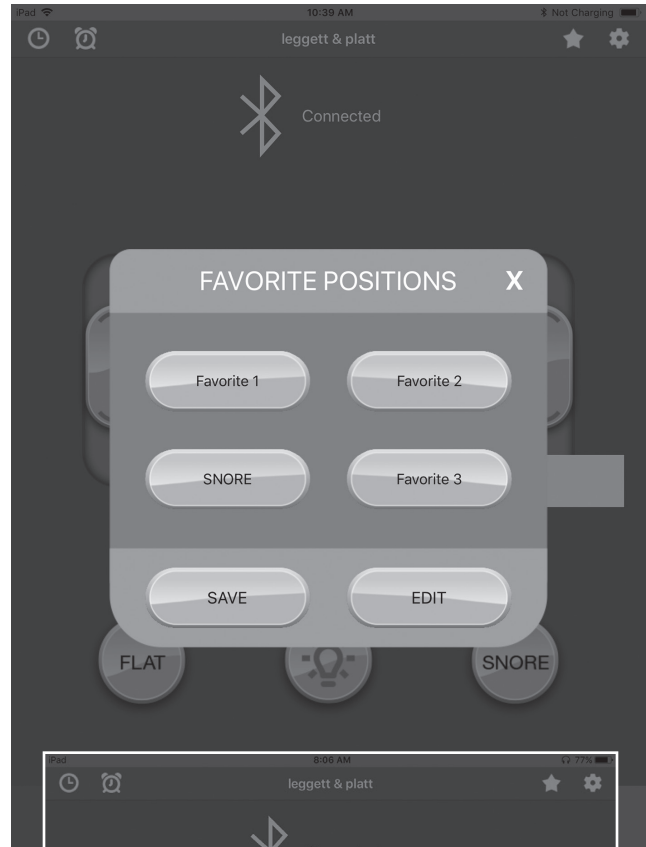 iPad 10:39 AM Not Charging
leggett & platt
Connected
FAVORITE POSITIONS X
Favorite 1 Favorite 2
SNORE Favorite 3
SAVE EDIT
FLAT SNORE
iPad 8:06 AM 77%
leggett & platt